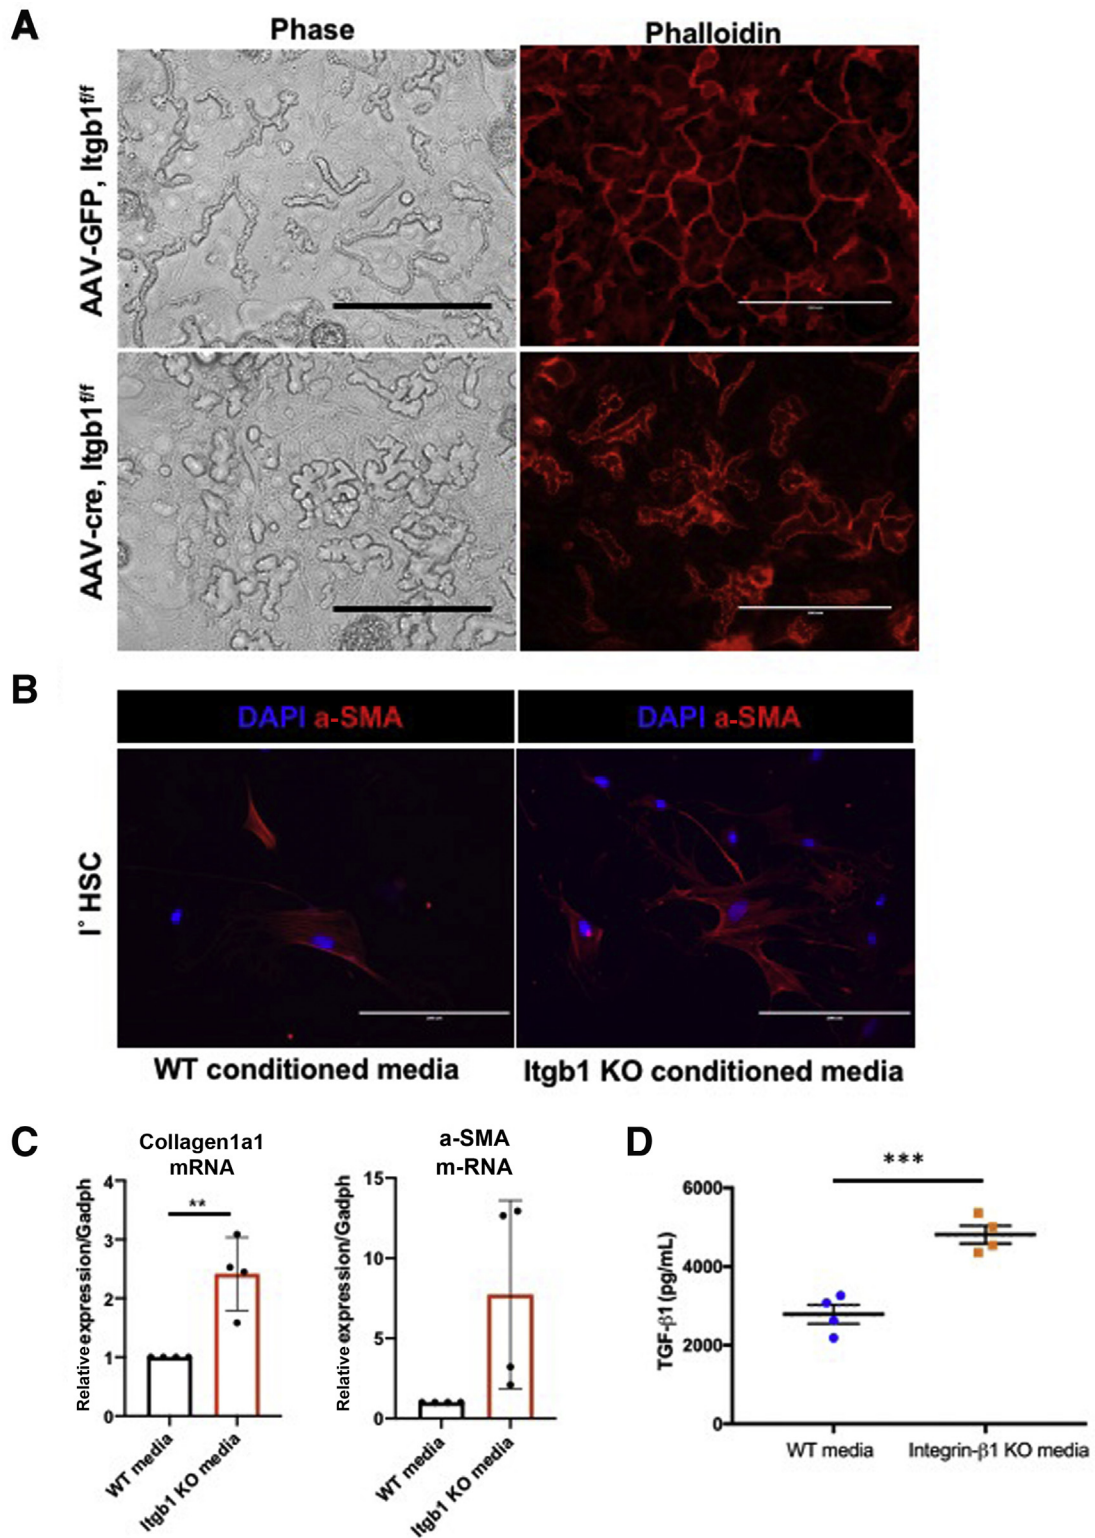 A
Phase
Phalloidin
AAV-GFP, Itgb1f/f
AAV-cre, Itgb1f/f
B
DAPI a-SMA
DAPI a-SMA
I° HSC
WT conditioned media
Itgb1 KO conditioned media
C
Collagen1a1
mRNA
Relative expression/Gadph
4
3
2
1
0
**
WT media
Itgb1 KO media
a-SMA
m-RNA
Relative expression/Gadph
15
10
5
0
WT media
Itgb1 KO media
D
***
TGF-β1 (pg/mL)
6000
4000
2000
0
WT media
Integrin-β1 KO media